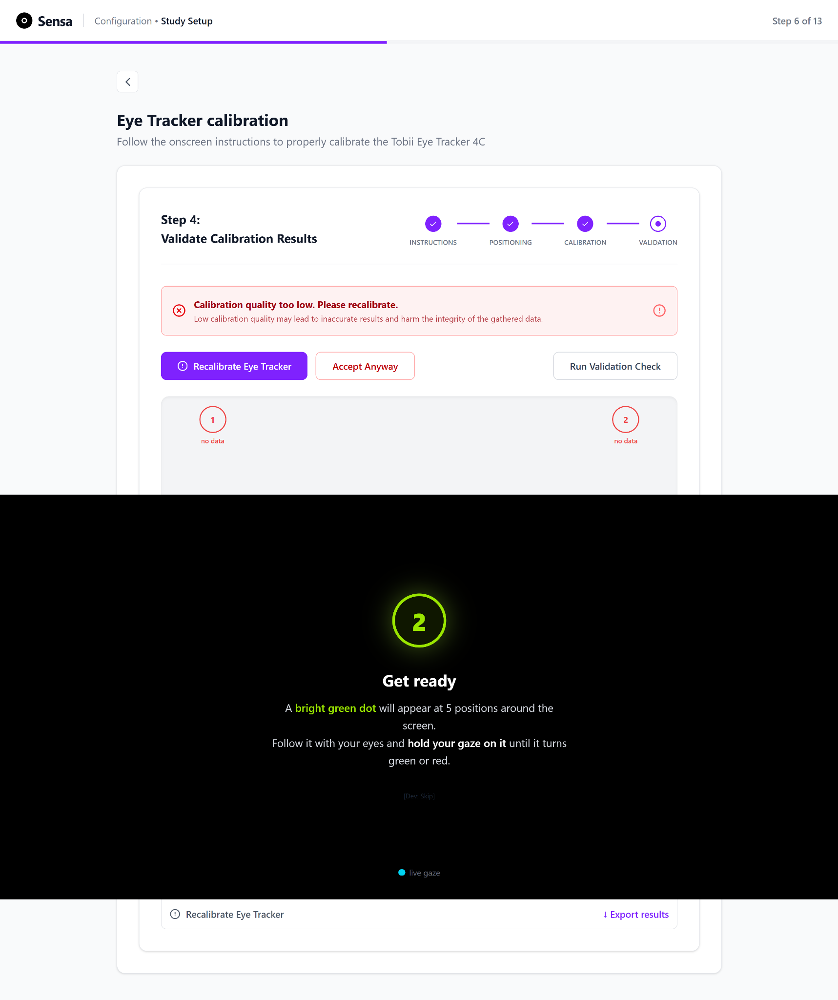 Sensa
Configuration • Study Setup
Step 6 of 13
Eye Tracker calibration
Follow the onscreen instructions to properly calibrate the Tobii Eye Tracker 4C
Step 4:
Validate Calibration Results
INSTRUCTIONS
POSITIONING
CALIBRATION
VALIDATION
Calibration quality too low. Please recalibrate.
Low calibration quality may lead to inaccurate results and harm the integrity of the gathered data.
Recalibrate Eye Tracker
Accept Anyway
Run Validation Check
1
no data
2
no data
2
Get ready
A bright green dot will appear at 5 positions around the
screen.
Follow it with your eyes and hold your gaze on it until it turns
green or red.
[Dev: Skip]
live gaze
Recalibrate Eye Tracker
↓ Export results